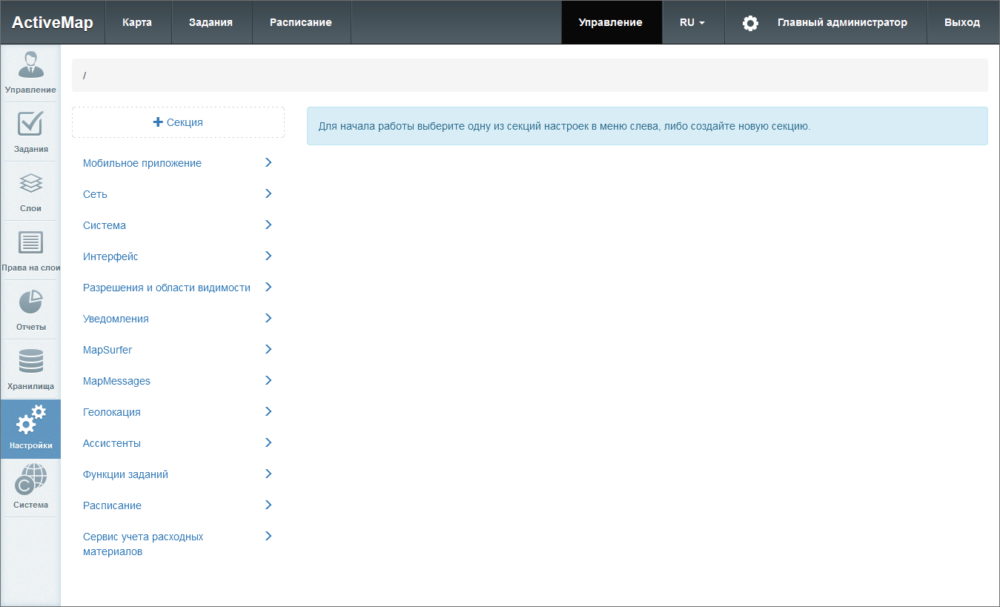 ActiveMap Карта Задания Расписание Управление RU Главный администратор Выход
Управление
Задания
Слои
Права на слои
Отчеты
Хранилища
Настройки
Система
/
+ Секция
Мобильное приложение
Сеть
Система
Интерфейс
Разрешения и области видимости
Уведомления
MapSurfer
MapMessages
Геолокация
Ассистенты
Функции заданий
Расписание
Сервис учета расходных
материалов
Для начала работы выберите одну из секций настроек в меню слева, либо создайте новую секцию.